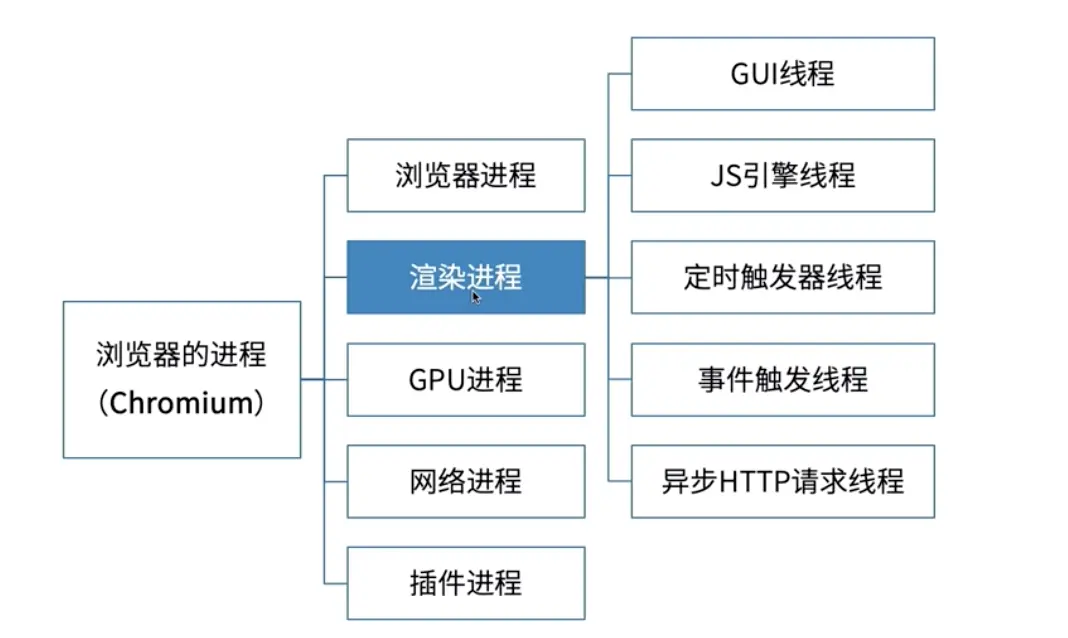 浏览器的进程
（Chromium）
浏览器进程
渲染进程
GPU进程
网络进程
插件进程
GUI线程
JS引擎线程
定时触发器线程
事件触发线程
异步HTTP请求线程